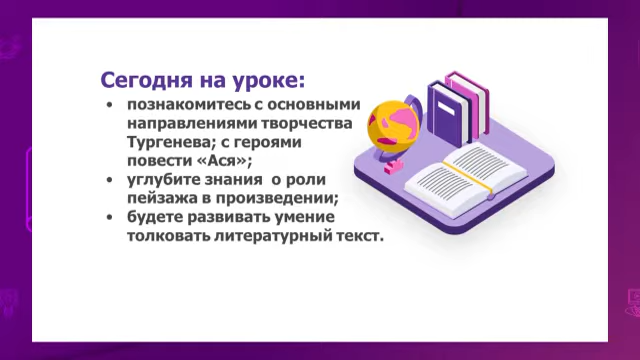 Сегодня на уроке:
• познакомитесь с основными
направлениями творчества
Тургенева; с героями
повести «Ася»;
• углубите знания о роли
пейзажа в произведении;
• будете развивать умение
толковать литературный текст.